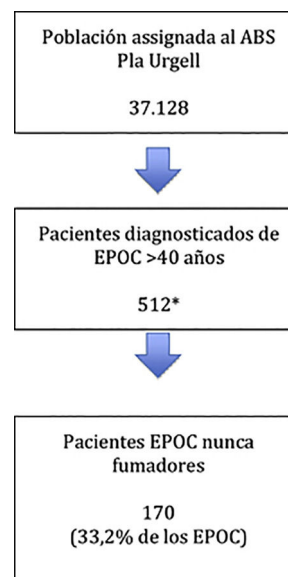 Población assignada al ABS
Pla Urgell
37.128
Pacientes diagnosticados de
EPOC >40 años
512*
Pacientes EPOC nunca
fumadores
170
(33,2% de los EPOC)